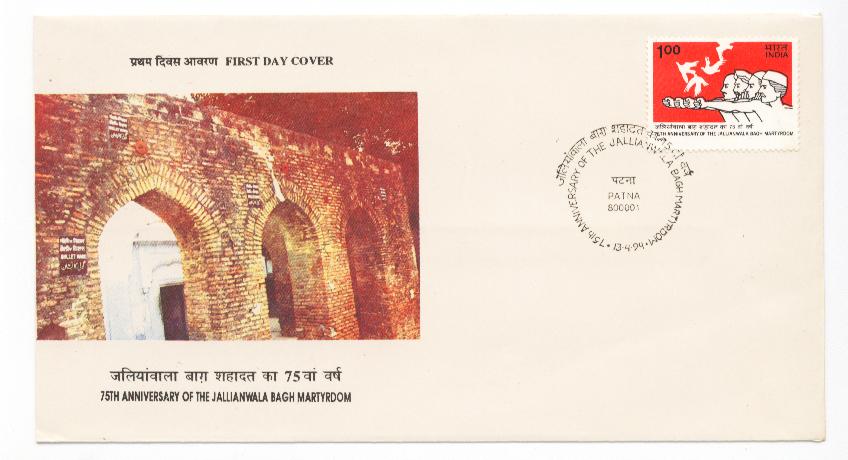 प्रथम दिवस आवरण FIRST DAY COVER
1.00
भारत
INDIA
जलियांवाला बाग़ शहादत का 75 वां वर्ष
75TH ANNIVERSARY OF THE JALLIANWALA BAGH MARTYRDOM
जलियांवाला बाग़ शहादत का 75 वां वर्ष
75th ANNIVERSARY OF THE JALLIANWALA BAGH MARTYRDOM
पटना
PATNA
800001
13-4-94
BULLET MARK
जलियांवाला बाग़ शहादत का 75 वां वर्ष
75TH ANNIVERSARY OF THE JALLIANWALA BAGH MARTYRDOM